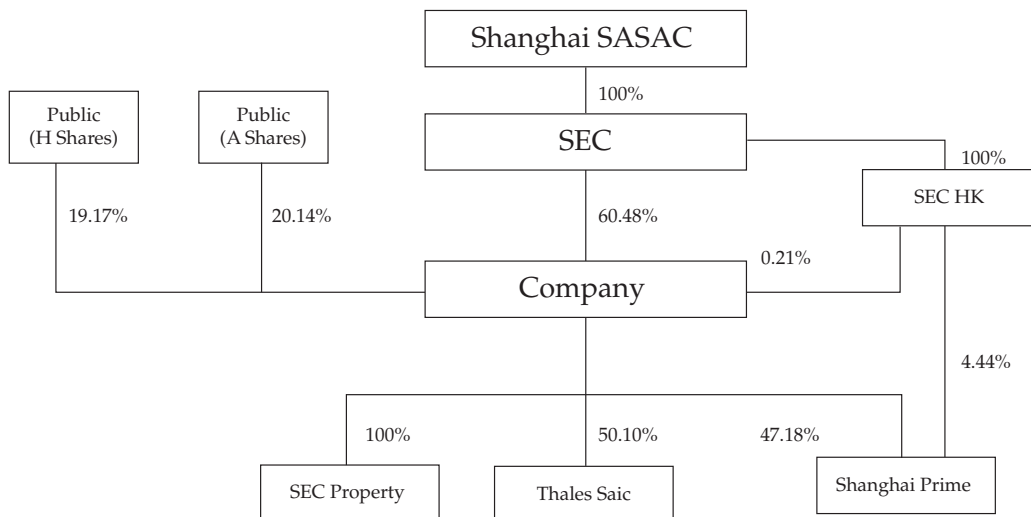 Shanghai SASAC
100%
Public
(H Shares)
Public
(A Shares)
SEC
100%
SEC HK
19.17%
20.14%
60.48%
0.21%
Company
4.44%
100%
50.10%
47.18%
SEC Property
Thales Saic
Shanghai Prime